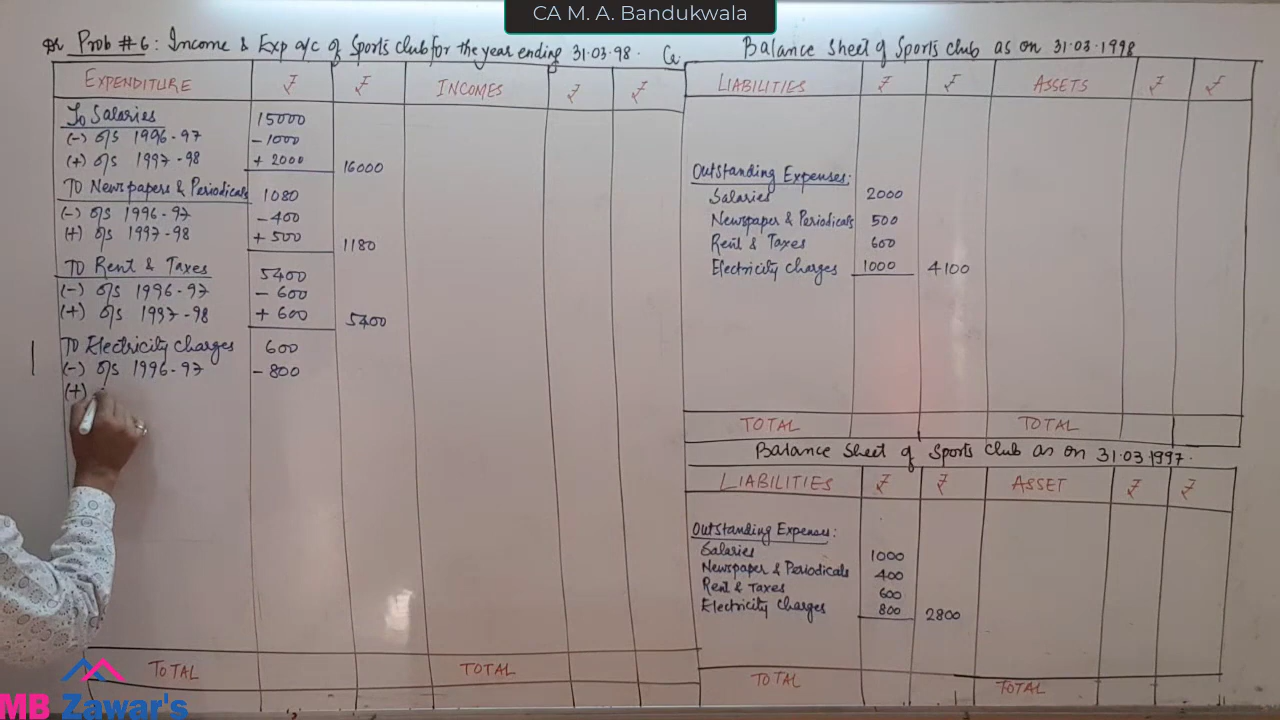 CA M. A. Bandukwala
Dr Prob #6: Income & Exp a/c of Sports club for the year ending 31.03.98. Cr
EXPENDITURE ₹ ₹ INCOMES ₹ ₹
To Salaries 15000
(-) o/s 1996-97 - 1000
(+) o/s 1997-98 + 2000 16000
To Newspapers & Periodicals 1080
(-) o/s 1996-97 - 400
(+) o/s 1997-98 + 500 1180
To Rent & Taxes 5400
(-) o/s 1996-97 - 600
(+) o/s 1997-98 + 600 5400
To Electricity charges 600
(-) o/s 1996-97 - 800
(+)
TOTAL TOTAL
Balance Sheet of Sports club as on 31.03.1998
LIABILITIES ₹ ₹ ASSETS ₹ ₹
Outstanding Expenses:
Salaries 2000
Newspaper & Periodicals 500
Rent & Taxes 600
Electricity charges 1000 4100
TOTAL TOTAL
Balance Sheet of Sports Club as on 31.03.1997.
LIABILITIES ₹ ₹ ASSET ₹ ₹
Outstanding Expenses:
Salaries 1000
Newspaper & Periodicals 400
Rent & Taxes 600
Electricity charges 800 2800
TOTAL TOTAL
MB Zawar's